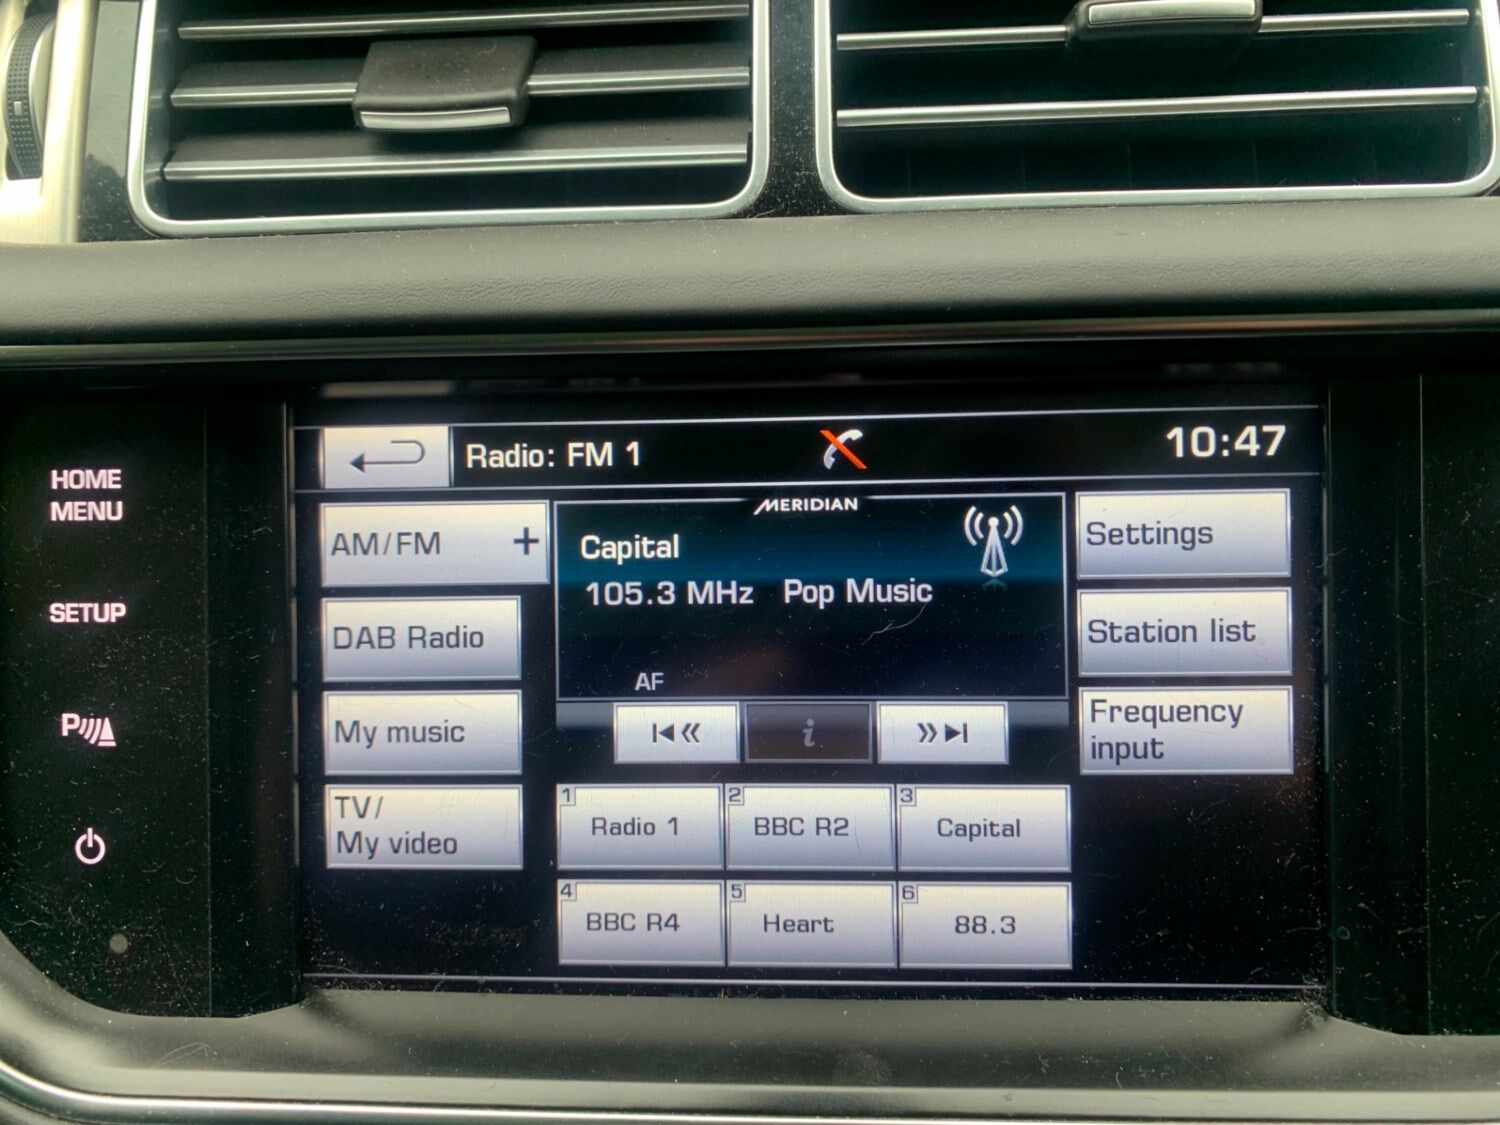 HOME
MENU
SETUP
P
Radio: FM 1
10:47
AM/FM +
DAB Radio
My music
TV/
My video
MERIDIAN
Capital
105.3 MHz Pop Music
AF
i
Settings
Station list
Frequency
input
1 Radio 1
2 BBC R2
3 Capital
4 BBC R4
5 Heart
6 88.3